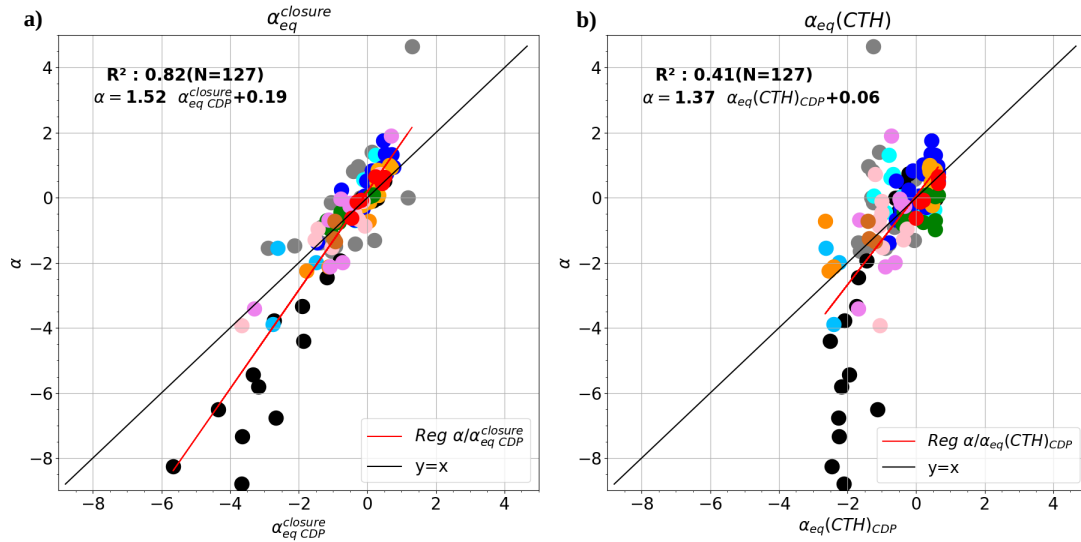 a)
α_eq^closure
R² : 0.82(N=127)
α = 1.52 α_eq CDP^closure+0.19
4
2
0
−2
−4
−6
−8
α
Reg α/α_eq CDP^closure
y=x
−8 −6 −4 −2 0 2 4
α_eq CDP^closure
b)
α_eq(CTH)
R² : 0.41(N=127)
α = 1.37 α_eq(CTH)_CDP+0.06
4
2
0
−2
−4
−6
−8
α
Reg α/α_eq(CTH)_CDP
y=x
−8 −6 −4 −2 0 2 4
α_eq(CTH)_CDP